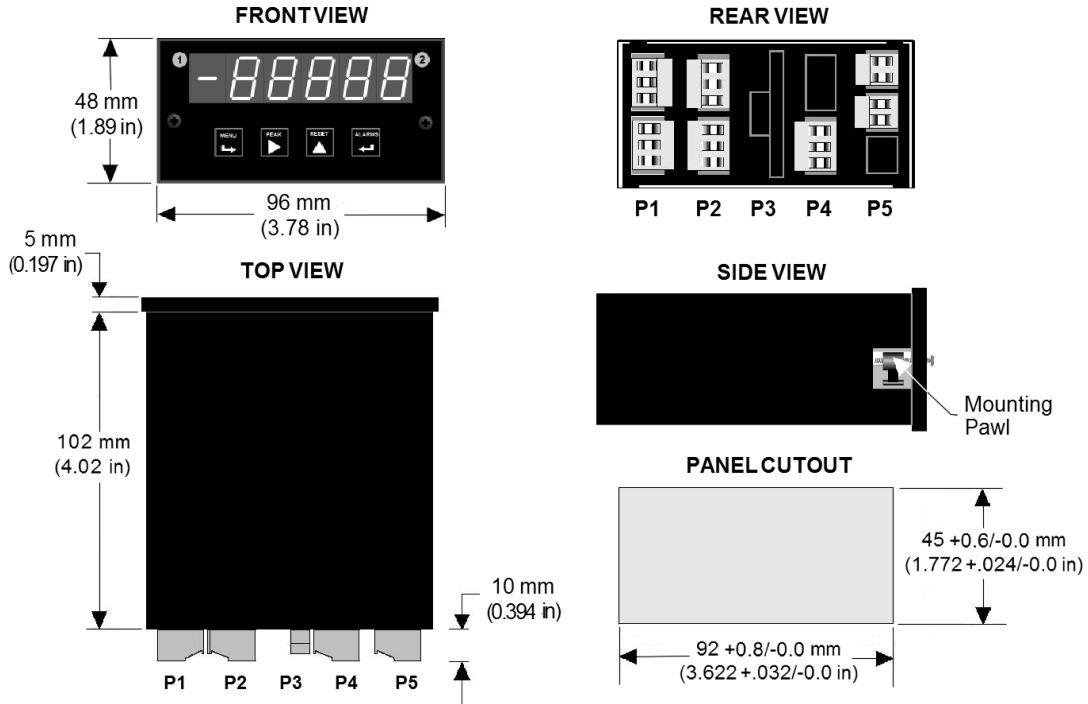 FRONT VIEW
1
2
-88888
MENU
PEAK
RESET
ALARMS
48 mm
(1.89 in)
96 mm
(3.78 in)
REAR VIEW
P1 P2 P3 P4 P5
5 mm
(0.197 in)
TOP VIEW
102 mm
(4.02 in)
10 mm
(0.394 in)
P1 P2 P3 P4 P5
SIDE VIEW
Mounting
Pawl
PANEL CUTOUT
45 +0.6/-0.0 mm
(1.772 +.024/-0.0 in)
92 +0.8/-0.0 mm
(3.622 +.032/-0.0 in)